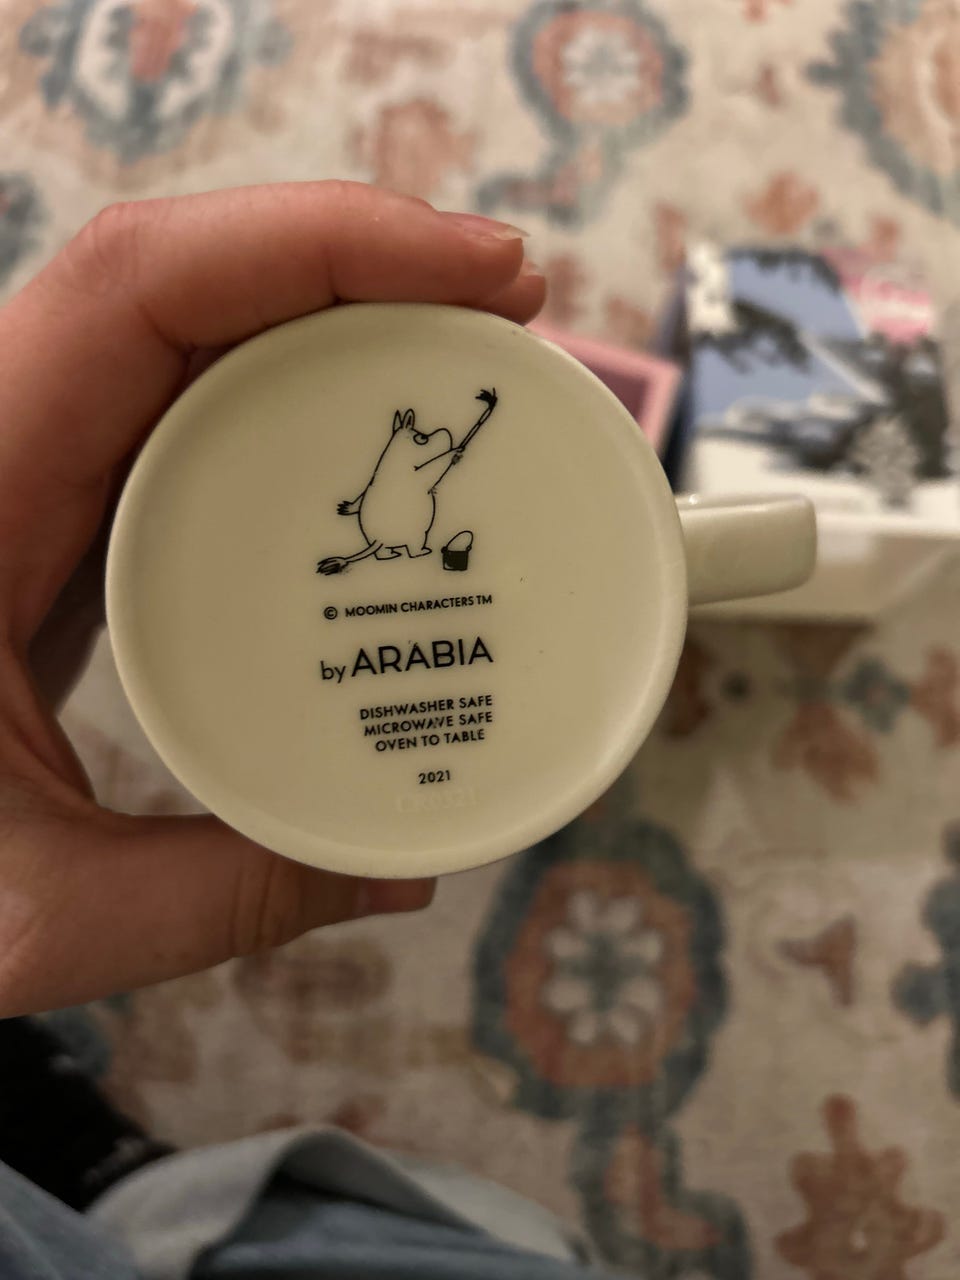 © MOOMIN CHARACTERS TM
by ARABIA
DISHWASHER SAFE
MICROWAVE SAFE
OVEN TO TABLE
2021